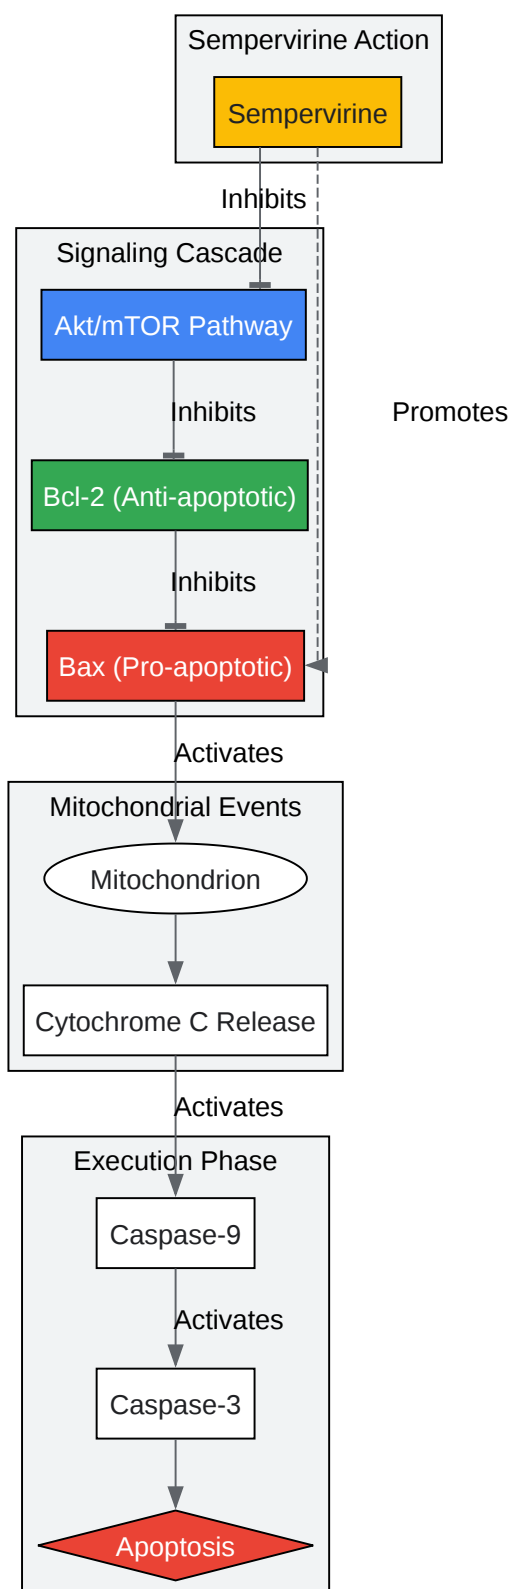 Sempervirine Action
Sempervirine
Inhibits
Signaling Cascade
Akt/mTOR Pathway
Inhibits
Promotes
Bcl-2 (Anti-apoptotic)
Inhibits
Bax (Pro-apoptotic)
Activates
Mitochondrial Events
Mitochondrion
Cytochrome C Release
Activates
Execution Phase
Caspase-9
Activates
Caspase-3
Apoptosis